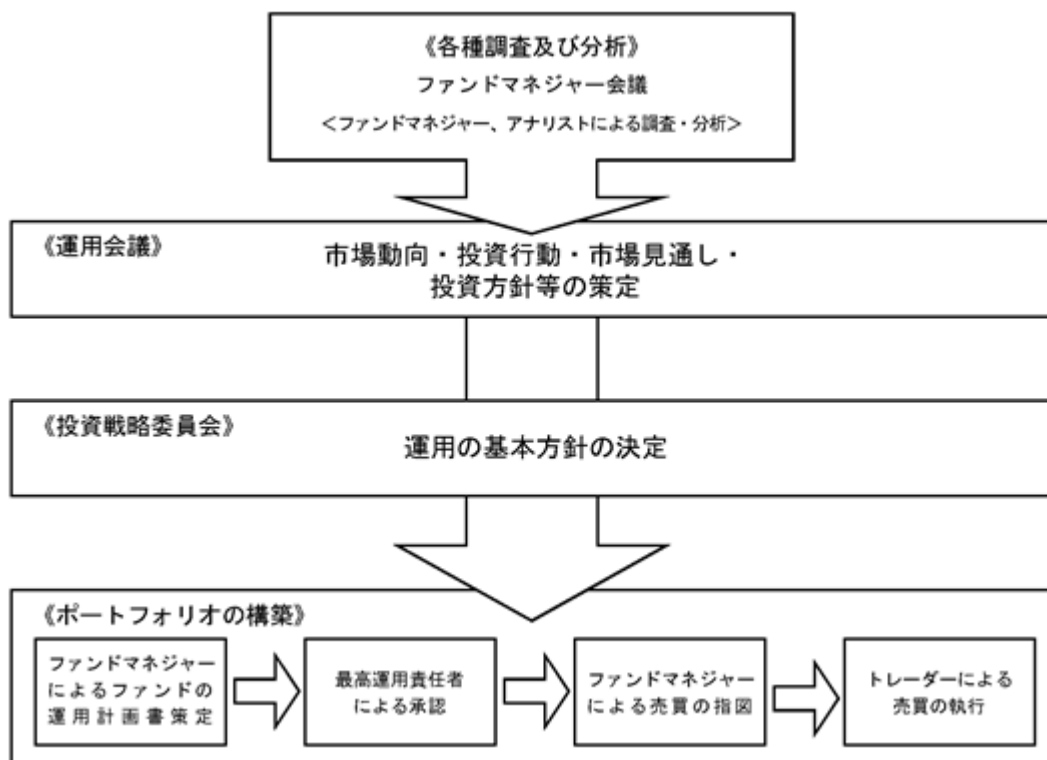 《各種調査及び分析》
ファンドマネジャー会議
＜ファンドマネジャー、アナリストによる調査・分析＞
《運用会議》
市場動向・投資行動・市場見通し・
投資方針等の策定
《投資戦略委員会》
運用の基本方針の決定
《ポートフォリオの構築》
ファンドマネジャー
によるファンドの
運用計画書策定
最高運用責任者
による承認
ファンドマネジャー
による売買の指図
トレーダーによる
売買の執行